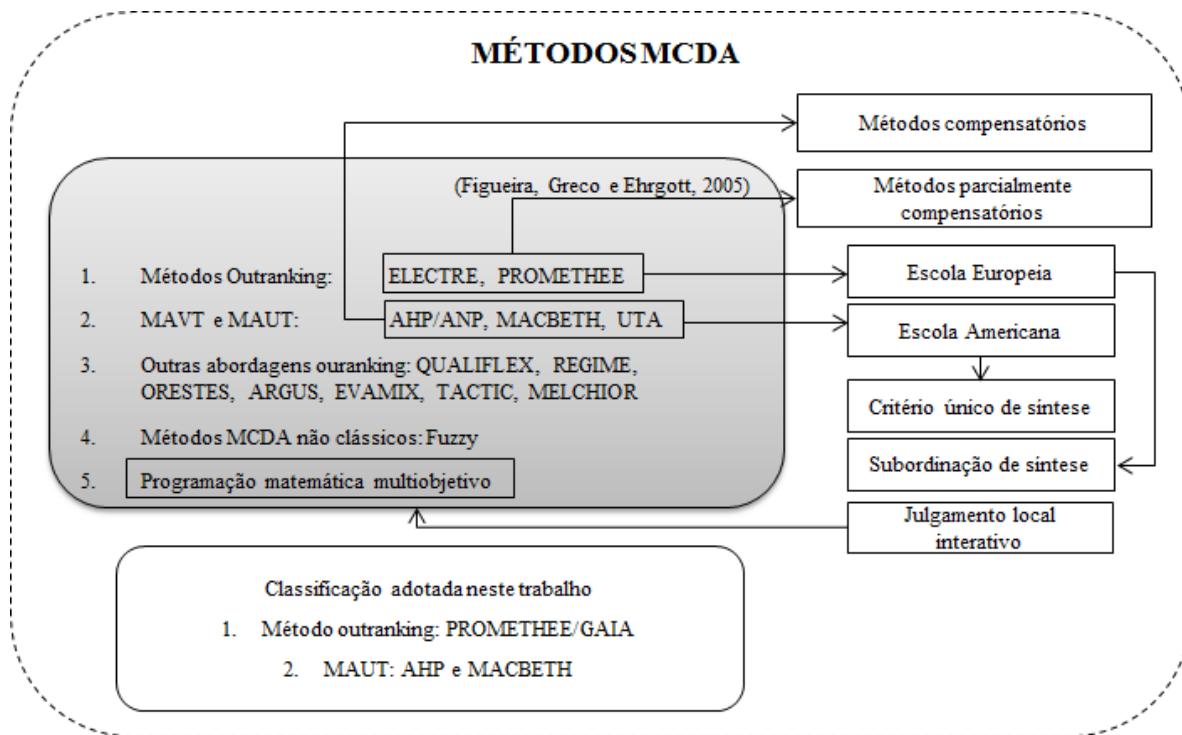 MÉTODOS MCDA
Métodos compensatórios
(Figueira, Greco e Ehrgott, 2005)
Métodos parcialmente
compensatórios
1. Métodos Outranking: ELECTRE, PROMETHEE
Escola Europeia
2. MAVT e MAUT: AHP/ANP, MACBETH, UTA
Escola Americana
3. Outras abordagens ouranking: QUALIFLEX, REGIME,
ORESTES, ARGUS, EVAMIX, TACTIC, MELCHIOR
Critério único de síntese
4. Métodos MCDA não clássicos: Fuzzy
Subordinação de síntese
5. Programação matemática multiobjetivo
Julgamento local
interativo
Classificação adotada neste trabalho
1. Método outranking: PROMETHEE/GAIA
2. MAUT: AHP e MACBETH